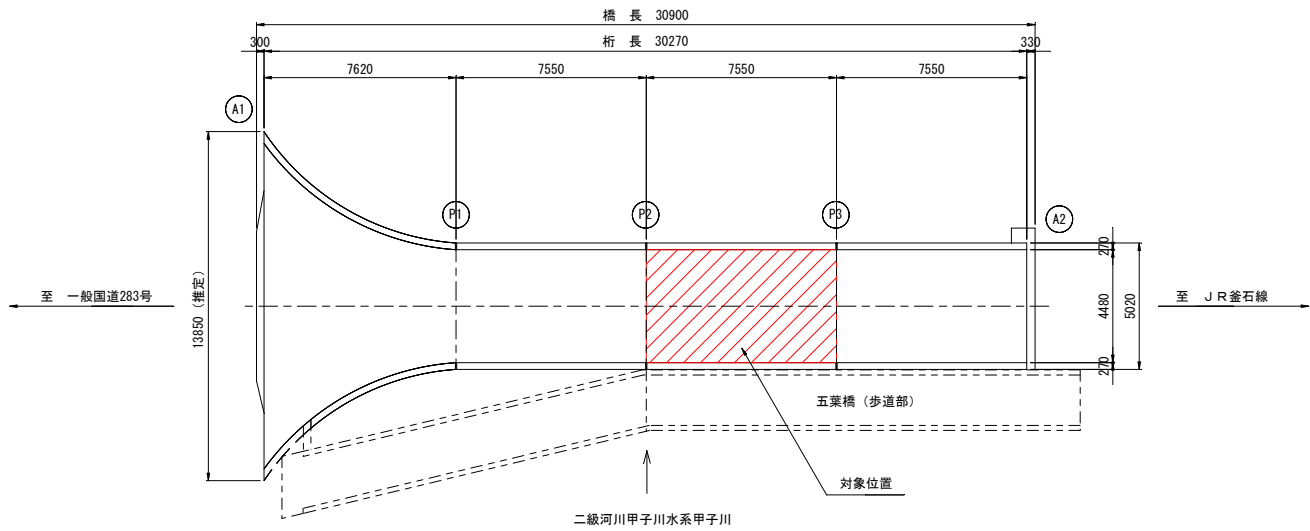 橋 長 30900
300
桁 長 30270
330
7620
7550
7550
7550
A1
P1
P2
P3
A2
13850（推定）
270
4480
270
5020
至 一般国道283号
至 ＪＲ釜石線
五葉橋（歩道部）
対象位置
二級河川甲子川水系甲子川